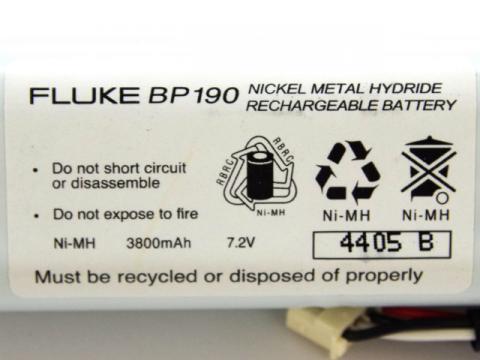 FLUKE BP190 NICKEL METAL HYDRIDE
RECHARGEABLE BATTERY
• Do not short circuit
or disassemble
• Do not expose to fire
RBRC RBRC
Ni-MH
Ni-MH
Ni-MH
Ni-MH 3800mAh 7.2V 4405 B
Must be recycled or disposed of properly